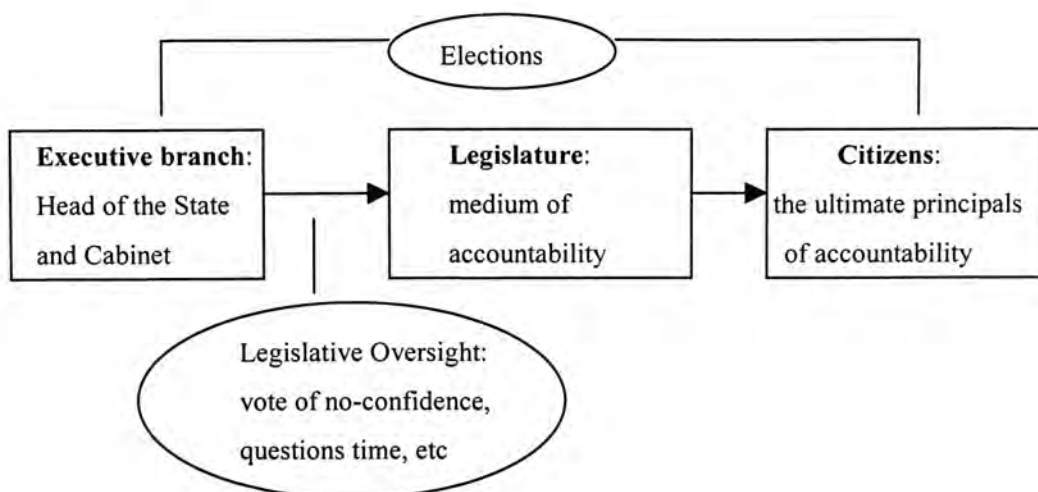 Elections
Executive branch:
Head of the State
and Cabinet
Legislature:
medium of
accountability
Citizens:
the ultimate principals
of accountability
Legislative Oversight:
vote of no-confidence,
questions time, etc